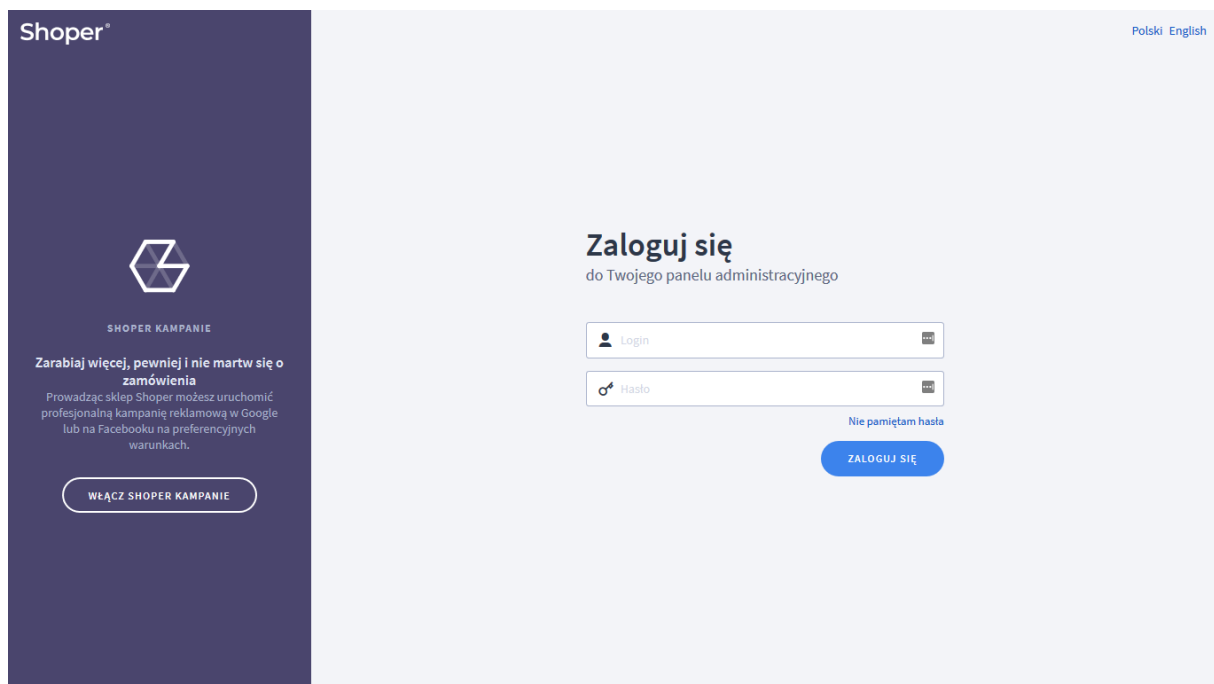 Shoper®
Polski English
SHOPER KAMPANIE
Zarabiaj więcej, pewniej i nie martw się o
zamówienia
Prowadząc sklep Shoper możesz uruchomić
profesjonalną kampanię reklamową w Google
lub na Facebooku na preferencyjnych
warunkach.
WŁĄCZ SHOPER KAMPANIE
Zaloguj się
do Twojego panelu administracyjnego
Login
Hasło
Nie pamiętam hasła
ZALOGUJ SIĘ